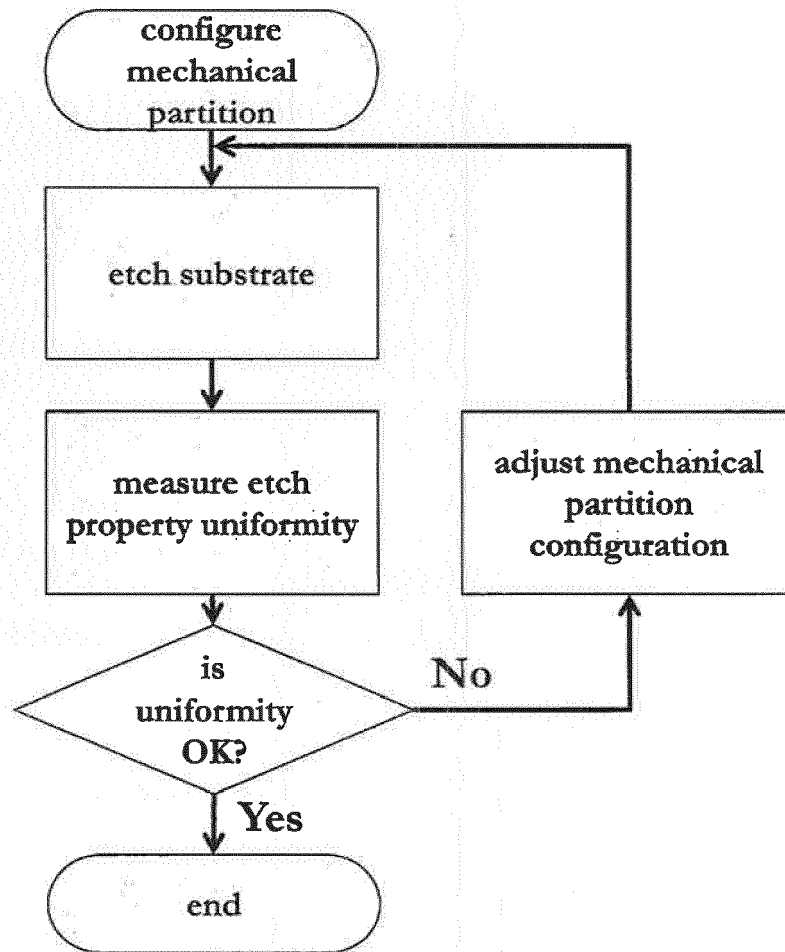 configure
mechanical
partition
etch substrate
measure etch
property uniformity
adjust mechanical
partition
configuration
is
uniformity
OK?
No
Yes
end